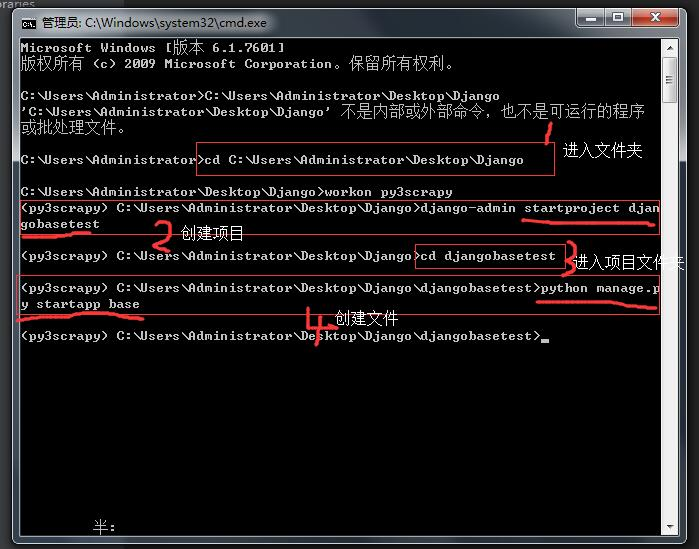 raries
管理员: C:\Windows\system32\cmd.exe
Microsoft Windows [版本 6.1.7601]
版权所有 (c) 2009 Microsoft Corporation。保留所有权利。
C:\Users\Administrator>C:\Users\Administrator\Desktop\Django
'C:\Users\Administrator\Desktop\Django' 不是内部或外部命令，也不是可运行的程序
或批处理文件。
1 进入文件夹
C:\Users\Administrator>cd C:\Users\Administrator\Desktop\Django
C:\Users\Administrator\Desktop\Django>workon py3scrapy
(py3scrapy) C:\Users\Administrator\Desktop\Django>django-admin startproject djan
gobasetest
2 创建项目
(py3scrapy) C:\Users\Administrator\Desktop\Django>cd djangobasetest
3 进入项目文件夹
(py3scrapy) C:\Users\Administrator\Desktop\Django\djangobasetest>python manage.p
y startapp base
4 创建文件
(py3scrapy) C:\Users\Administrator\Desktop\Django\djangobasetest>_
半: